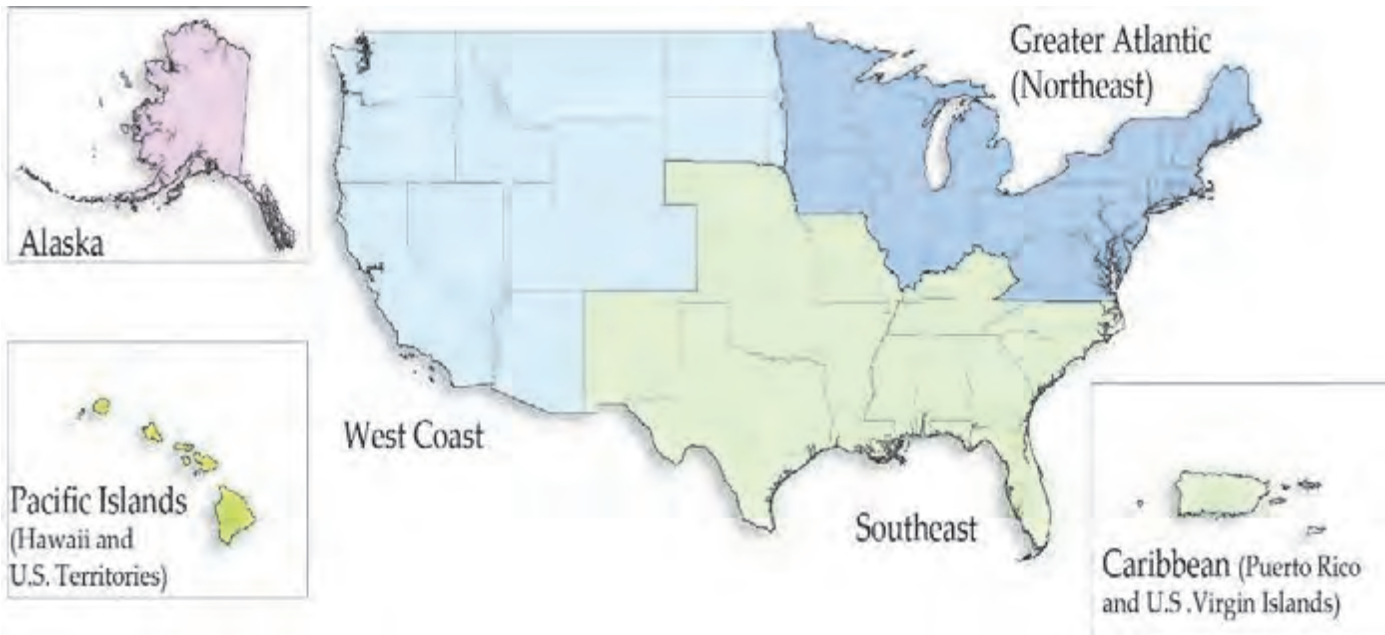 Greater Atlantic
(Northeast)
Alaska
West Coast
Pacific Islands
(Hawaii and
U.S. Territories)
Southeast
Caribbean (Puerto Rico
and U.S .Virgin Islands)